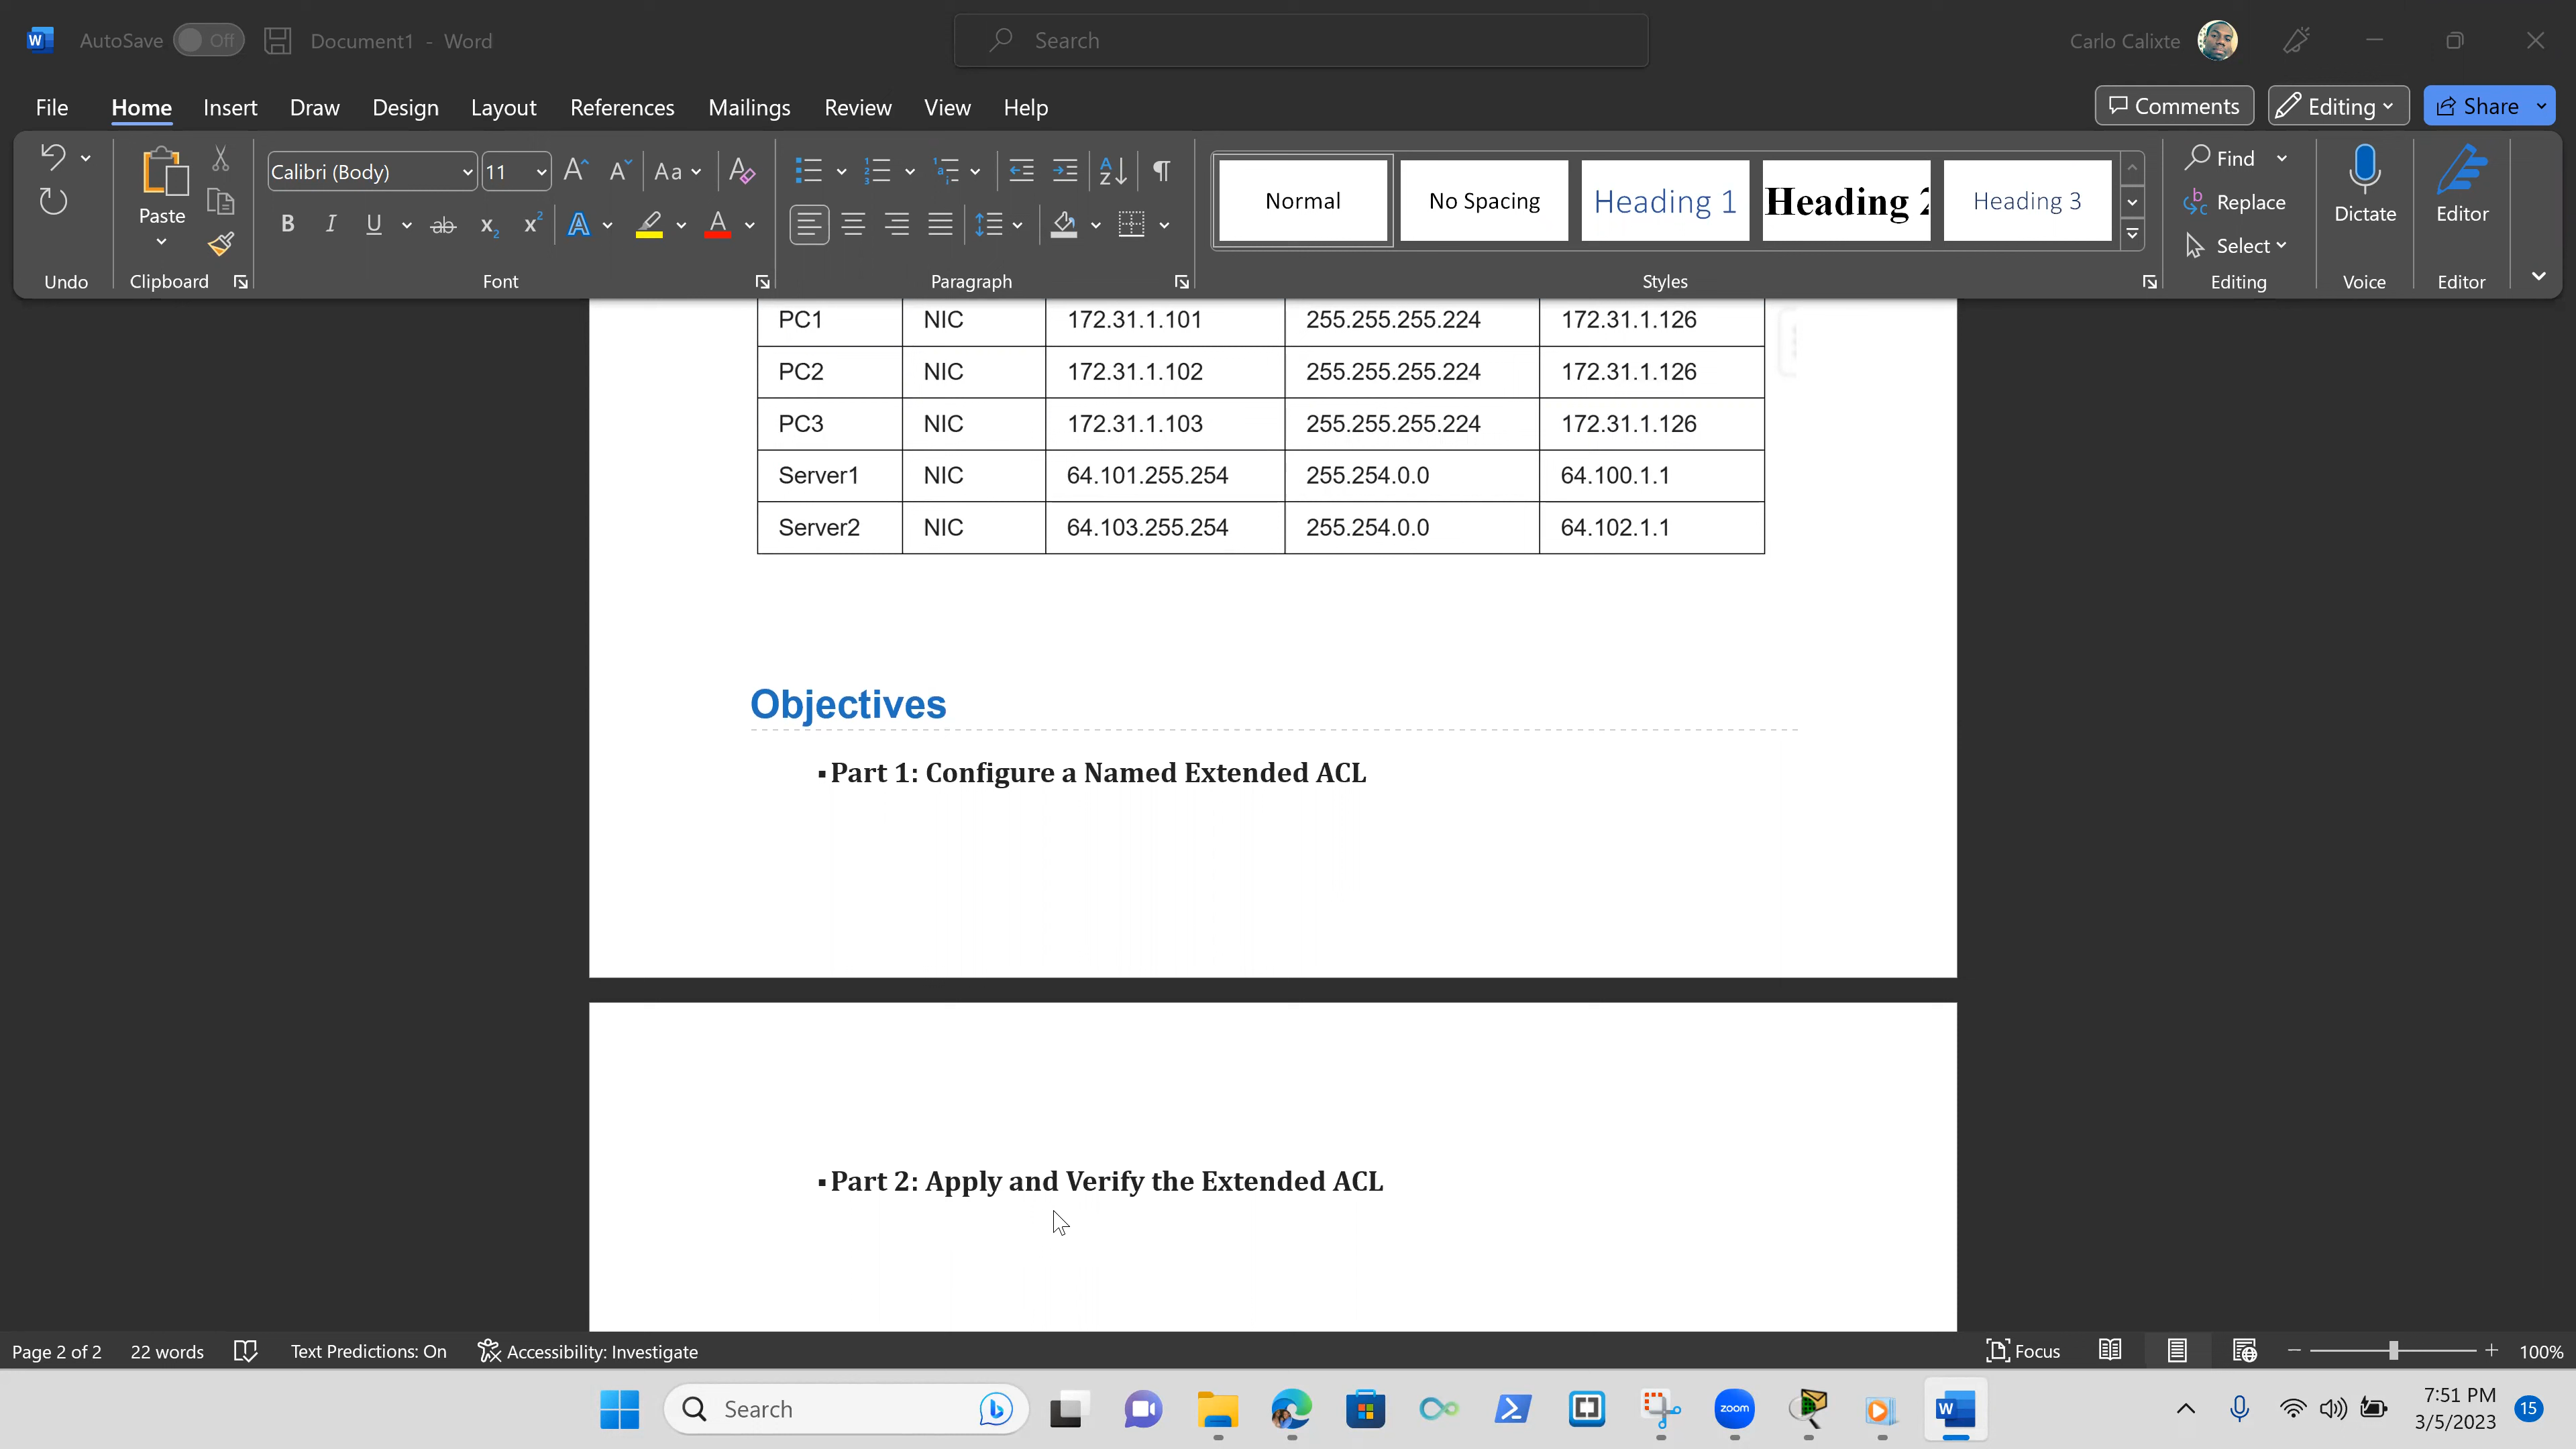 AutoSave Off Document1 - Word Search Carlo Calixte
File Home Insert Draw Design Layout References Mailings Review View Help Comments Editing Share
Paste Calibri (Body) 11 Aa Normal No Spacing Heading 1 Heading 2 Heading 3 Find Replace Select Dictate Editor
Undo Clipboard Font Paragraph Styles Editing Voice Editor
PC1 NIC 172.31.1.101 255.255.255.224 172.31.1.126
PC2 NIC 172.31.1.102 255.255.255.224 172.31.1.126
PC3 NIC 172.31.1.103 255.255.255.224 172.31.1.126
Server1 NIC 64.101.255.254 255.254.0.0 64.100.1.1
Server2 NIC 64.103.255.254 255.254.0.0 64.102.1.1
Objectives
▪Part 1: Configure a Named Extended ACL
▪Part 2: Apply and Verify the Extended ACL
Page 2 of 2 22 words Text Predictions: On Accessibility: Investigate Focus 100%
Search zoom 7:51 PM
3/5/2023 15